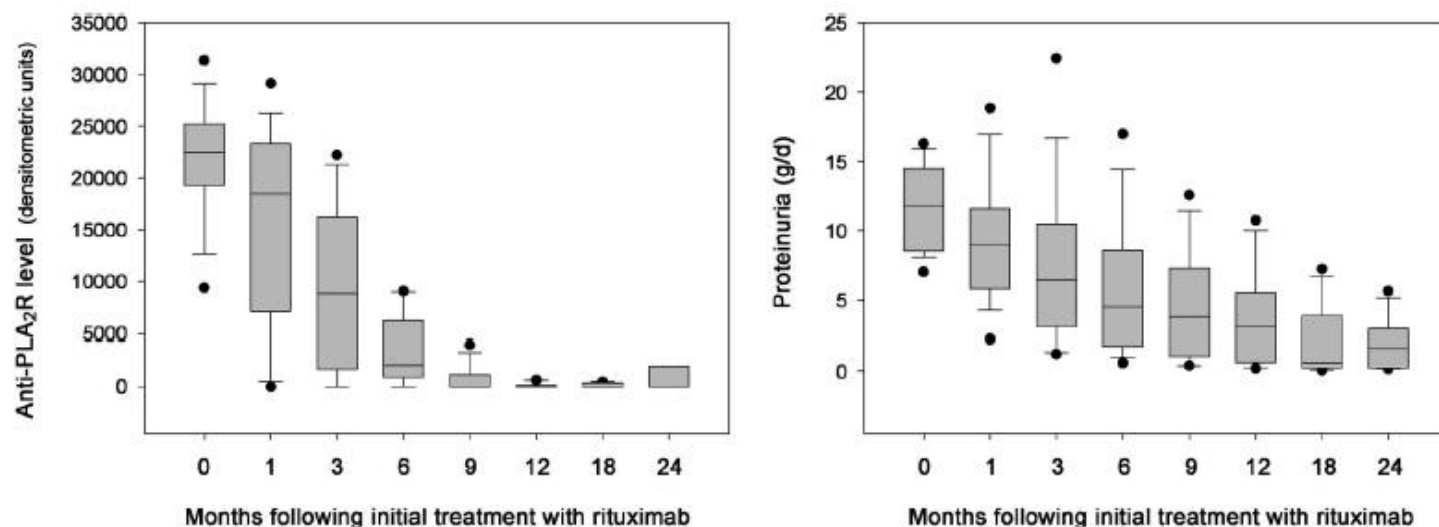 Anti-PLA₂R level (densitometric units)
35000
30000
25000
20000
15000
10000
5000
0
0 1 3 6 9 12 18 24
Months following initial treatment with rituximab
Proteinuria (g/d)
25
20
15
10
5
0
0 1 3 6 9 12 18 24
Months following initial treatment with rituximab